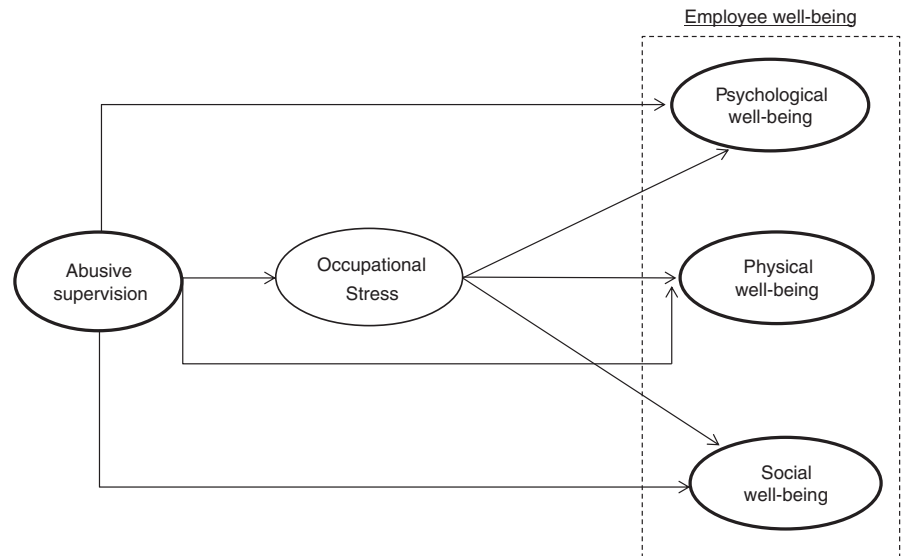 Employee well-being
Psychological
well-being
Abusive
supervision
Occupational
Stress
Physical
well-being
Social
well-being